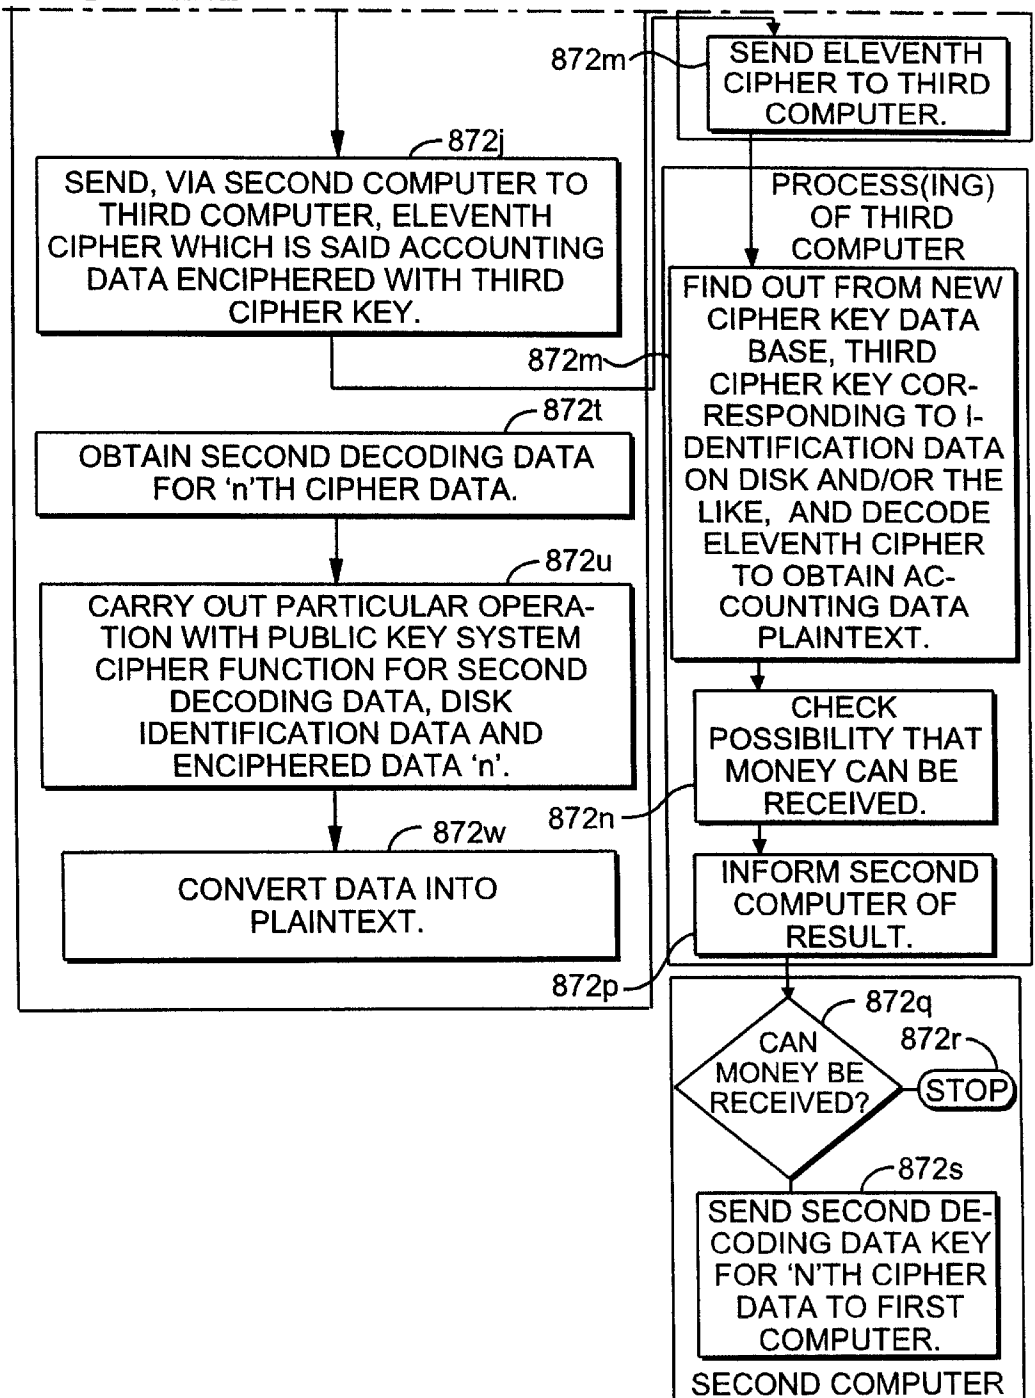 872j
SEND, VIA SECOND COMPUTER TO
THIRD COMPUTER, ELEVENTH
CIPHER WHICH IS SAID ACCOUNTING
DATA ENCIPHERED WITH THIRD
CIPHER KEY.
872t
OBTAIN SECOND DECODING DATA
FOR 'n'TH CIPHER DATA.
872u
CARRY OUT PARTICULAR OPERA-
TION WITH PUBLIC KEY SYSTEM
CIPHER FUNCTION FOR SECOND
DECODING DATA, DISK
IDENTIFICATION DATA AND
ENCIPHERED DATA 'n'.
872w
CONVERT DATA INTO
PLAINTEXT.
872m
SEND ELEVENTH
CIPHER TO THIRD
COMPUTER.
PROCESS(ING)
OF THIRD
COMPUTER
872m
FIND OUT FROM NEW
CIPHER KEY DATA
BASE, THIRD
CIPHER KEY COR-
RESPONDING TO I-
DENTIFICATION DATA
ON DISK AND/OR THE
LIKE, AND DECODE
ELEVENTH CIPHER
TO OBTAIN AC-
COUNTING DATA
PLAINTEXT.
872n
CHECK
POSSIBILITY THAT
MONEY CAN BE
RECEIVED.
872p
INFORM SECOND
COMPUTER OF
RESULT.
872q
CAN
MONEY BE
RECEIVED?
872r
STOP
872s
SEND SECOND DE-
CODING DATA KEY
FOR 'N'TH CIPHER
DATA TO FIRST
COMPUTER.
SECOND COMPUTER